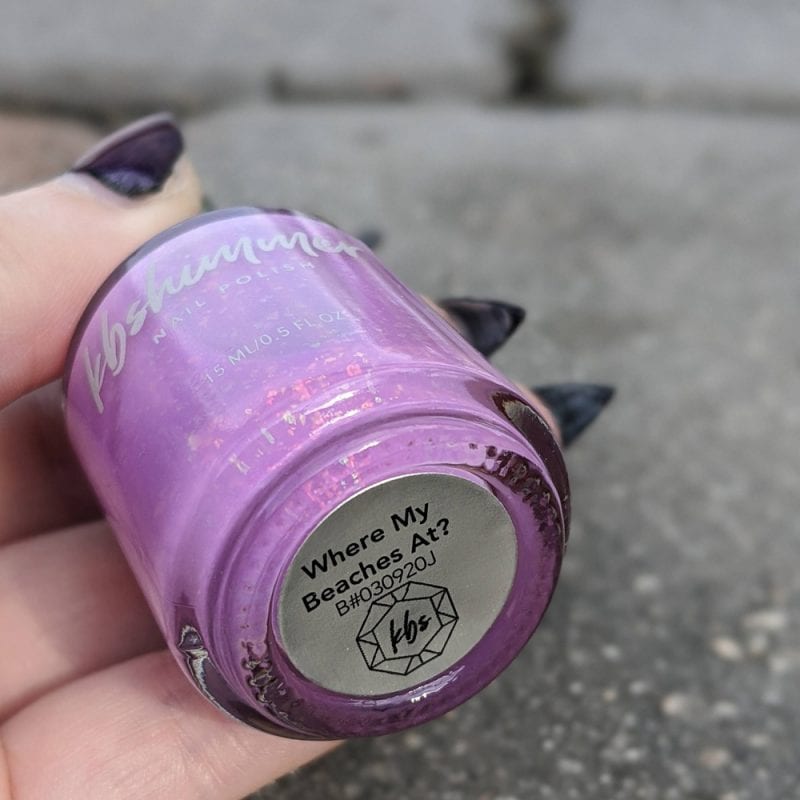 kbshimmer
NAIL POLISH
15 ML/0.5 FL OZ
Where My
Beaches At?
B#030920J
kbs